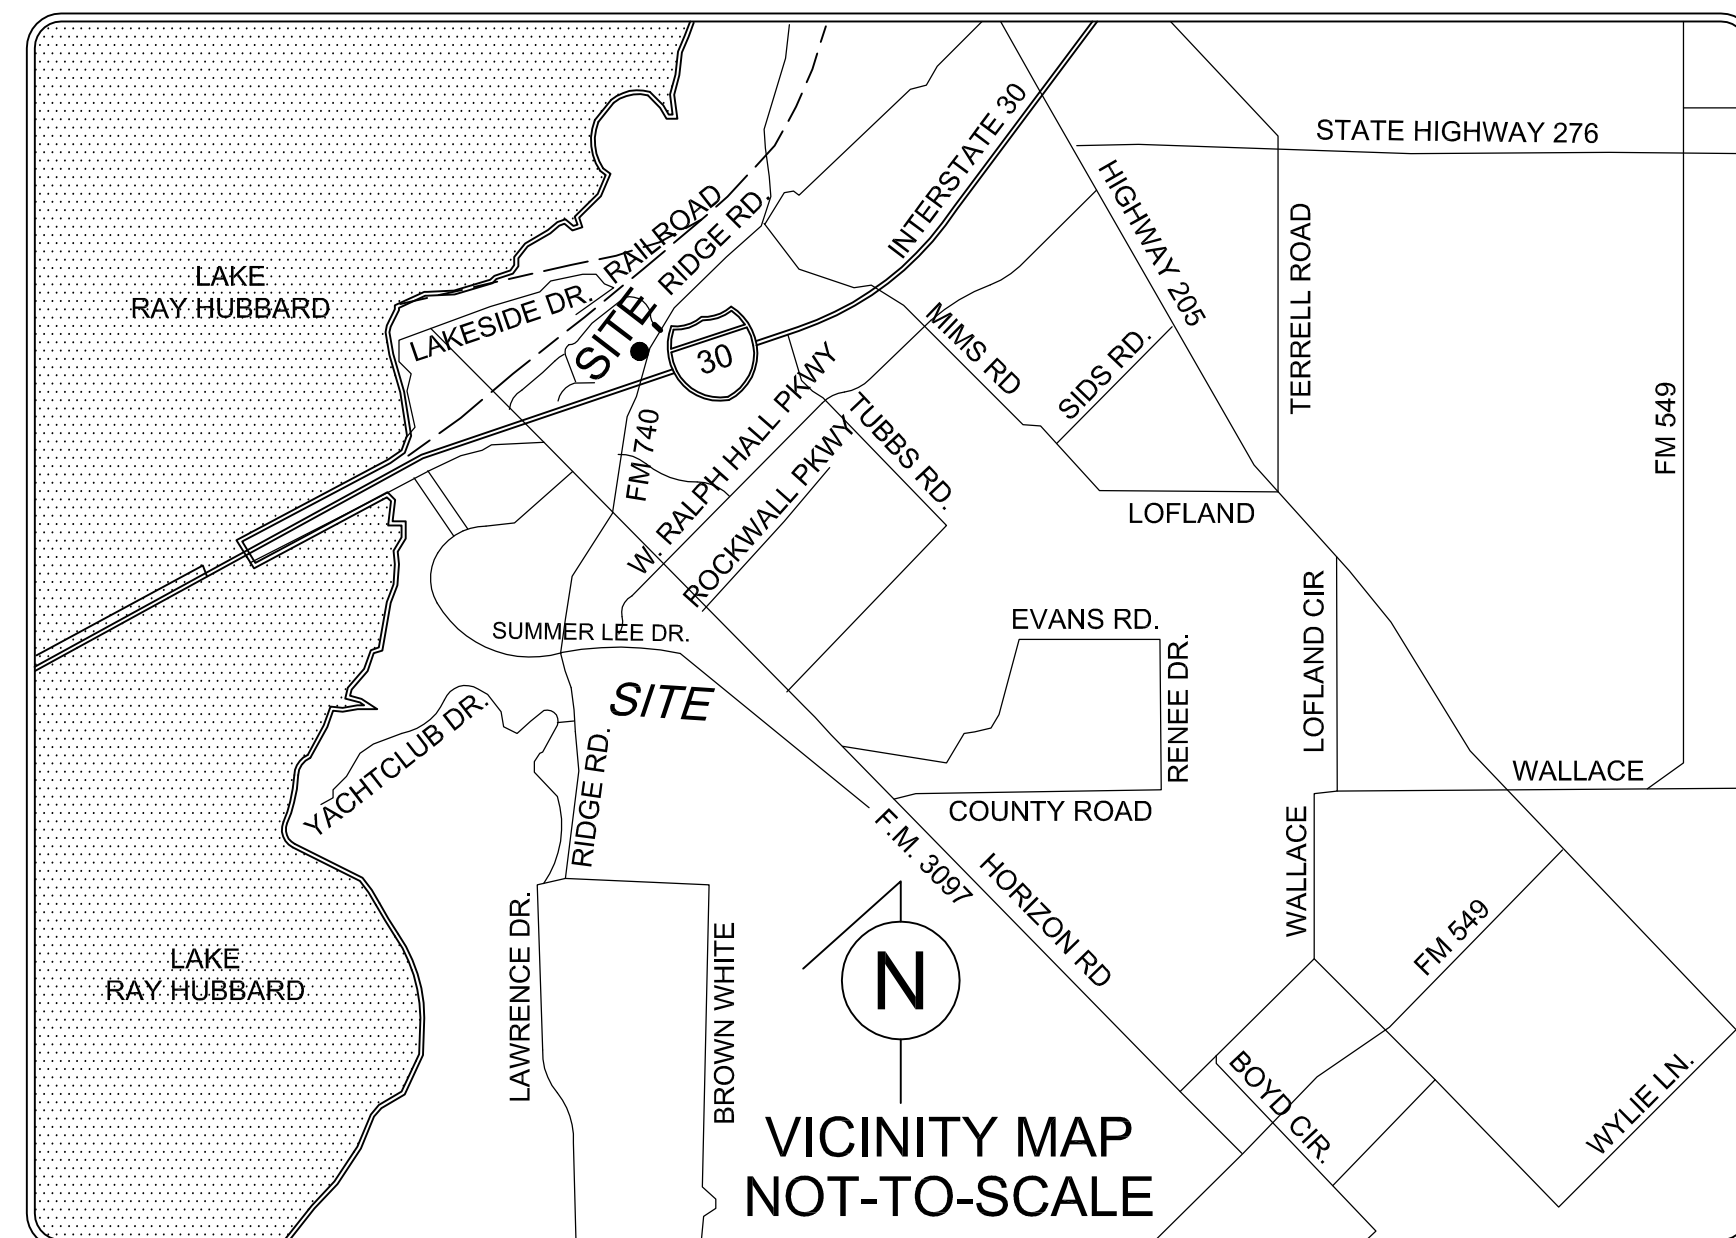 STATE HIGHWAY 276
INTERSTATE 30
HIGHWAY 205
TERRELL ROAD
RAILROAD
RIDGE RD.
LAKE
RAY HUBBARD
LAKESIDE DR.
SITE
30
MIMS RD
SIDS RD.
FM 549
FM 740
W. RALPH HALL PKWY
ROCKWALL PKWY
TUBBS RD.
LOFLAND
SUMMER LEE DR.
EVANS RD.
RENEE DR.
LOFLAND CIR
SITE
YACHTCLUB DR.
RIDGE RD.
WALLACE
COUNTY ROAD
WALLACE
F.M. 3097
HORIZON RD
FM 549
LAKE
RAY HUBBARD
LAWRENCE DR.
BROWN WHITE
N
BOYD CIR.
WYLIE LN.
VICINITY MAP
NOT-TO-SCALE